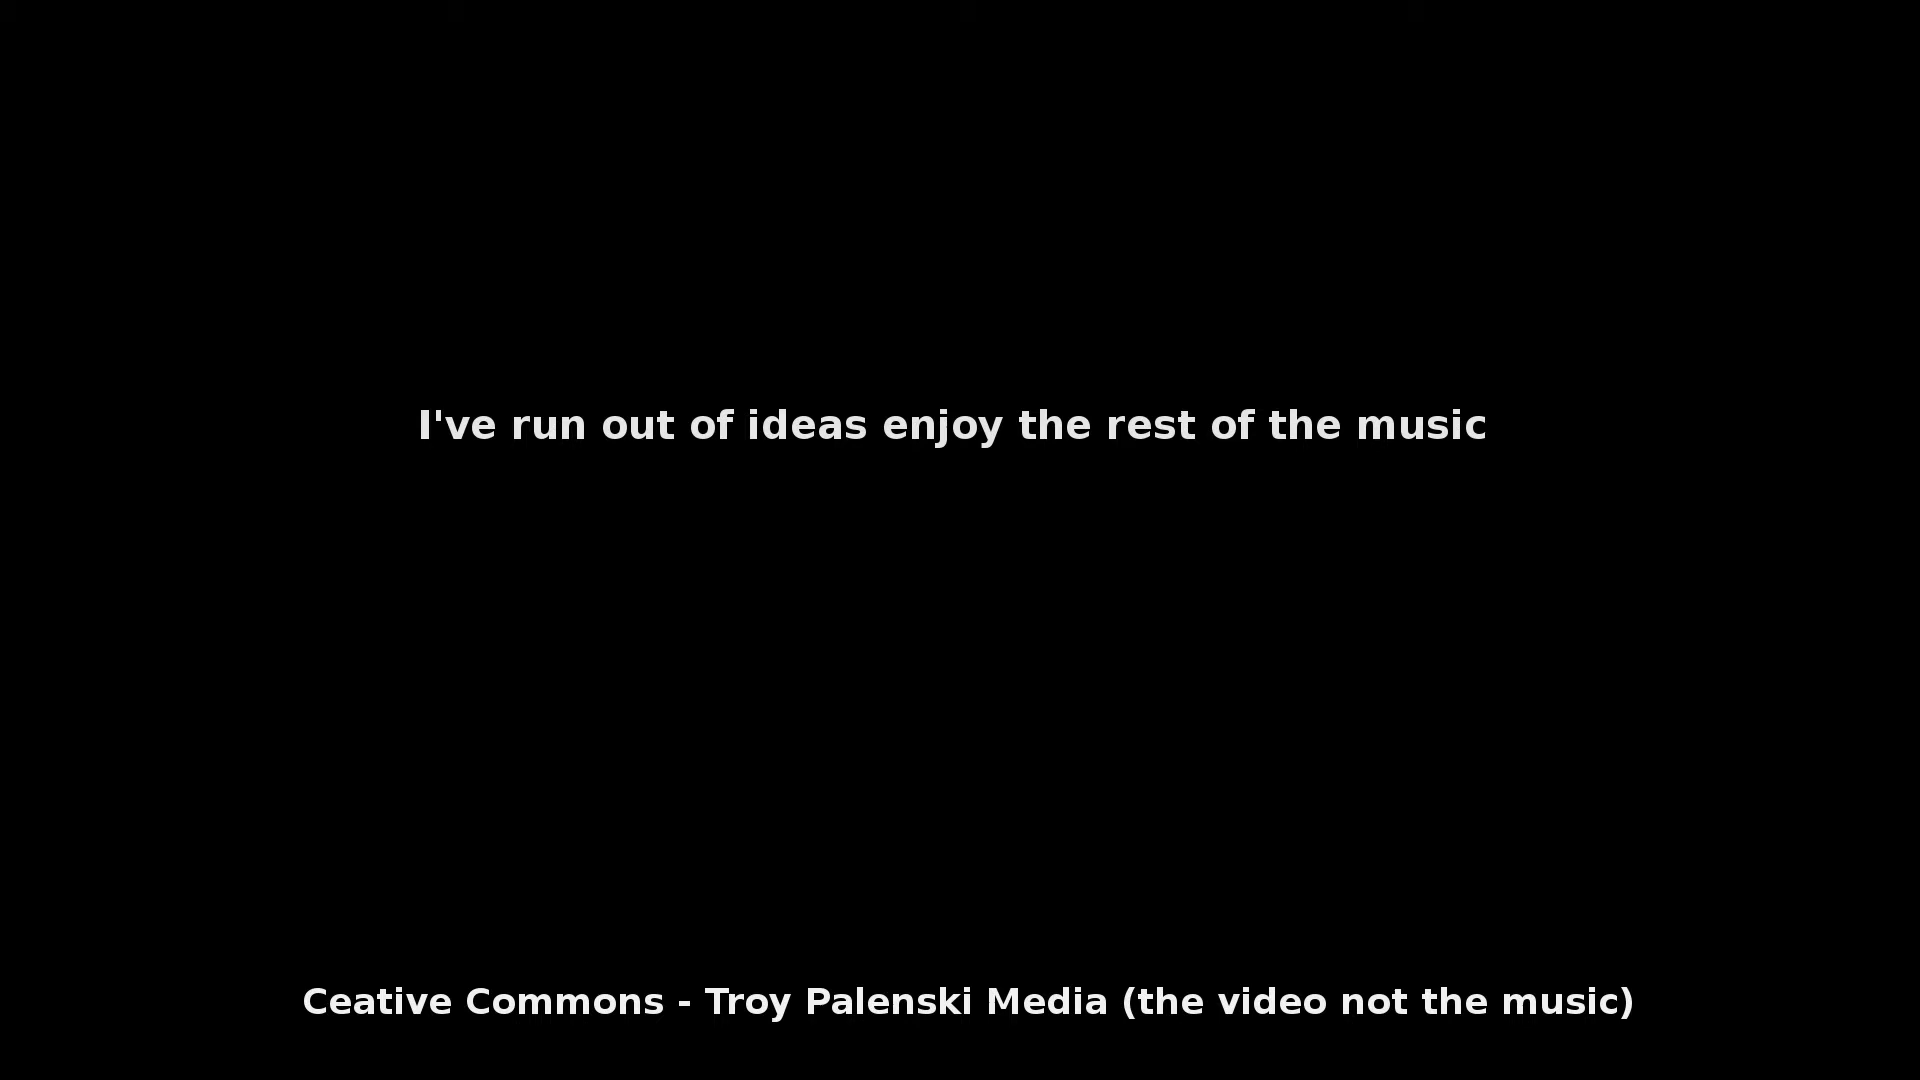 I've run out of ideas enjoy the rest of the music
Ceative Commons - Troy Palenski Media (the video not the music)